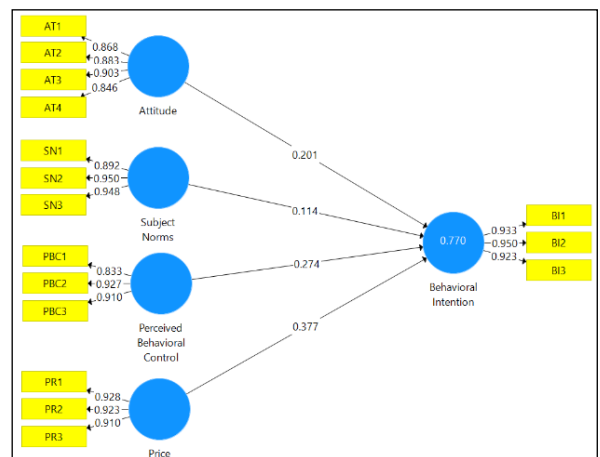 AT1
0.868
AT2
0.883
AT3
0.903
AT4
0.846
Attitude
0.201
SN1
0.892
SN2
0.950
SN3
0.948
Subject
Norms
0.114
PBC1
0.833
PBC2
0.927
PBC3
0.910
Perceived
Behavioral
Control
0.274
PR1
0.928
PR2
0.923
PR3
0.910
Price
0.377
0.770
Behavioral
Intention
0.933
BI1
0.950
BI2
0.923
BI3